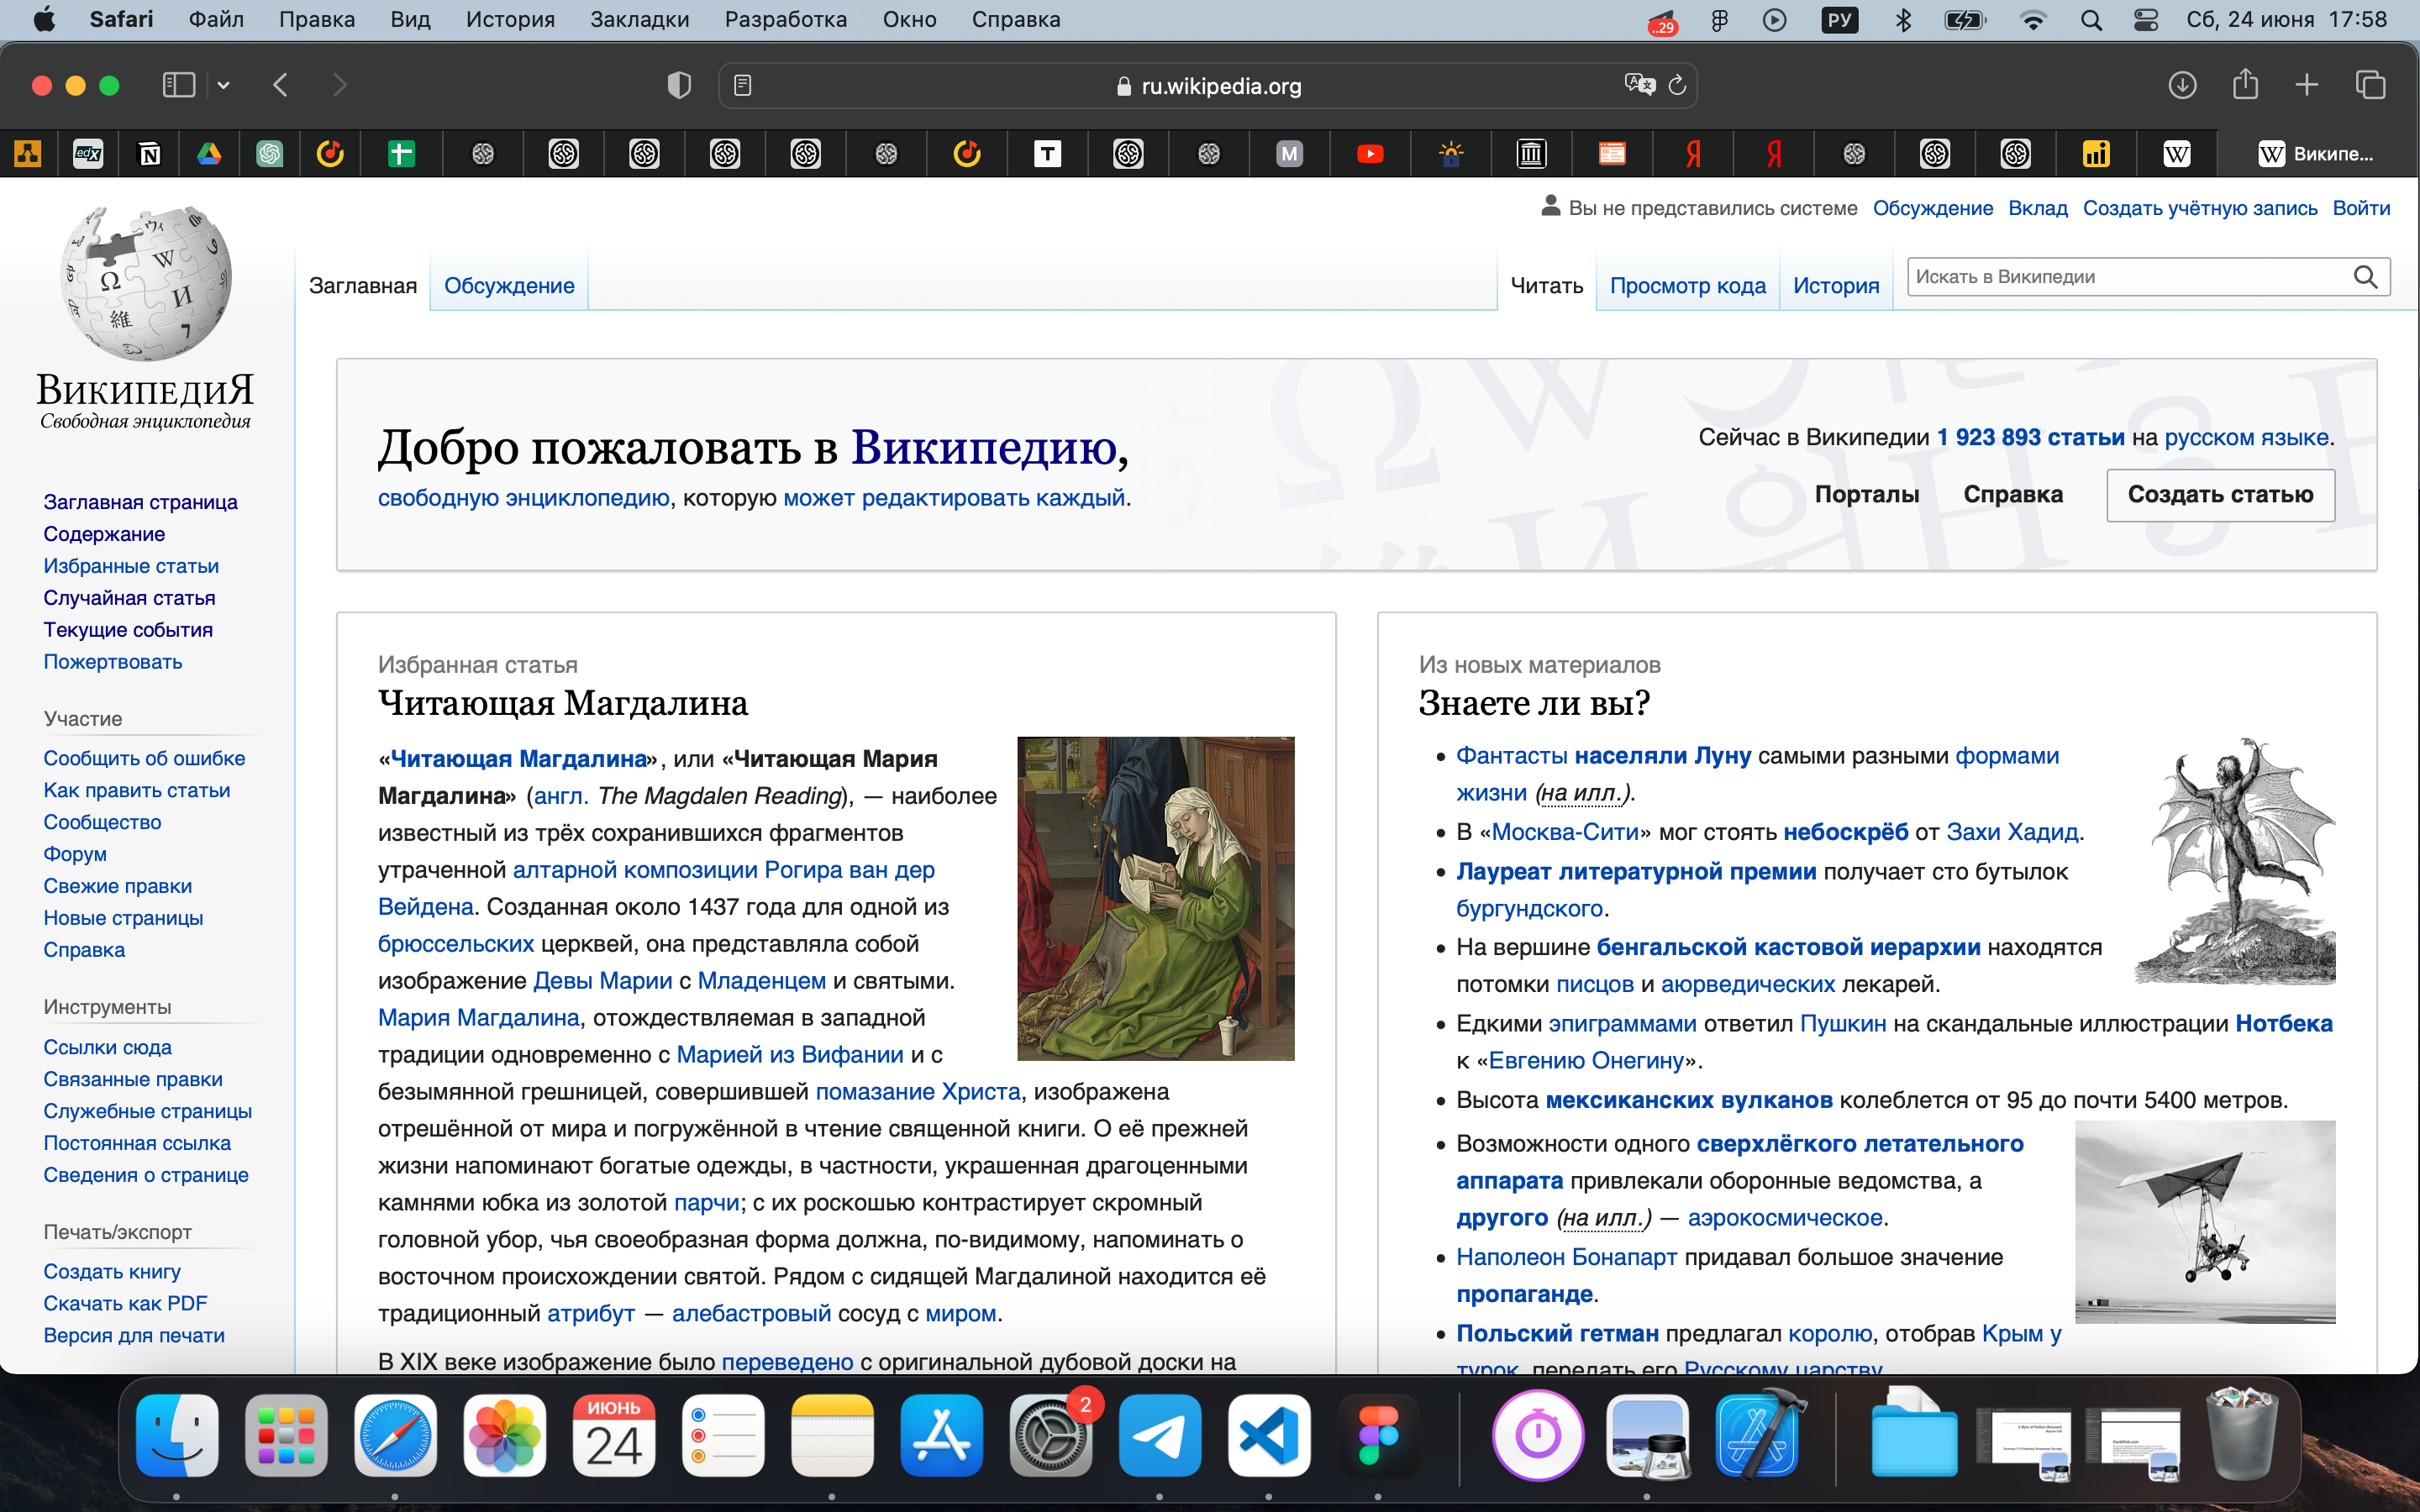 Safari Файл Правка Вид История Закладки Разработка Окно Справка
..29 РУ Сб, 24 июня 17:58
ru.wikipedia.org
Википе...
Вы не представились системе Обсуждение Вклад Создать учётную запись Войти
Заглавная Обсуждение Читать Просмотр кода История Искать в Википедии
ВикипедиЯ
Свободная энциклопедия
Заглавная страница
Содержание
Избранные статьи
Случайная статья
Текущие события
Пожертвовать
Участие
Сообщить об ошибке
Как править статьи
Сообщество
Форум
Свежие правки
Новые страницы
Справка
Инструменты
Ссылки сюда
Связанные правки
Служебные страницы
Постоянная ссылка
Сведения о странице
Печать/экспорт
Создать книгу
Скачать как PDF
Версия для печати
Добро пожаловать в Википедию,
свободную энциклопедию, которую может редактировать каждый.
Сейчас в Википедии 1 923 893 статьи на русском языке.
Порталы Справка Создать статью
Избранная статья
Читающая Магдалина
«Читающая Магдалина», или «Читающая Мария
Магдалина» (англ. The Magdalen Reading), — наиболее
известный из трёх сохранившихся фрагментов
утраченной алтарной композиции Рогира ван дер
Вейдена. Созданная около 1437 года для одной из
брюссельских церквей, она представляла собой
изображение Девы Марии с Младенцем и святыми.
Мария Магдалина, отождествляемая в западной
традиции одновременно с Марией из Вифании и с
безымянной грешницей, совершившей помазание Христа, изображена
отрешённой от мира и погружённой в чтение священной книги. О её прежней
жизни напоминают богатые одежды, в частности, украшенная драгоценными
камнями юбка из золотой парчи; с их роскошью контрастирует скромный
головной убор, чья своеобразная форма должна, по-видимому, напоминать о
восточном происхождении святой. Рядом с сидящей Магдалиной находится её
традиционный атрибут — алебастровый сосуд с миром.
В XIX веке изображение было переведено с оригинальной дубовой доски на
Из новых материалов
Знаете ли вы?
Фантасты населяли Луну самыми разными формами
жизни (на илл.).
В «Москва-Сити» мог стоять небоскрёб от Захи Хадид.
Лауреат литературной премии получает сто бутылок
бургундского.
На вершине бенгальской кастовой иерархии находятся
потомки писцов и аюрведических лекарей.
Едкими эпиграммами ответил Пушкин на скандальные иллюстрации Нотбека
к «Евгению Онегину».
Высота мексиканских вулканов колеблется от 95 до почти 5400 метров.
Возможности одного сверхлёгкого летательного
аппарата привлекали оборонные ведомства, а
другого (на илл.) — аэрокосмическое.
Наполеон Бонапарт придавал большое значение
пропаганде.
Польский гетман предлагал королю, отобрав Крым у
турок, передать его Русскому царству.
ИЮНЬ
24
2